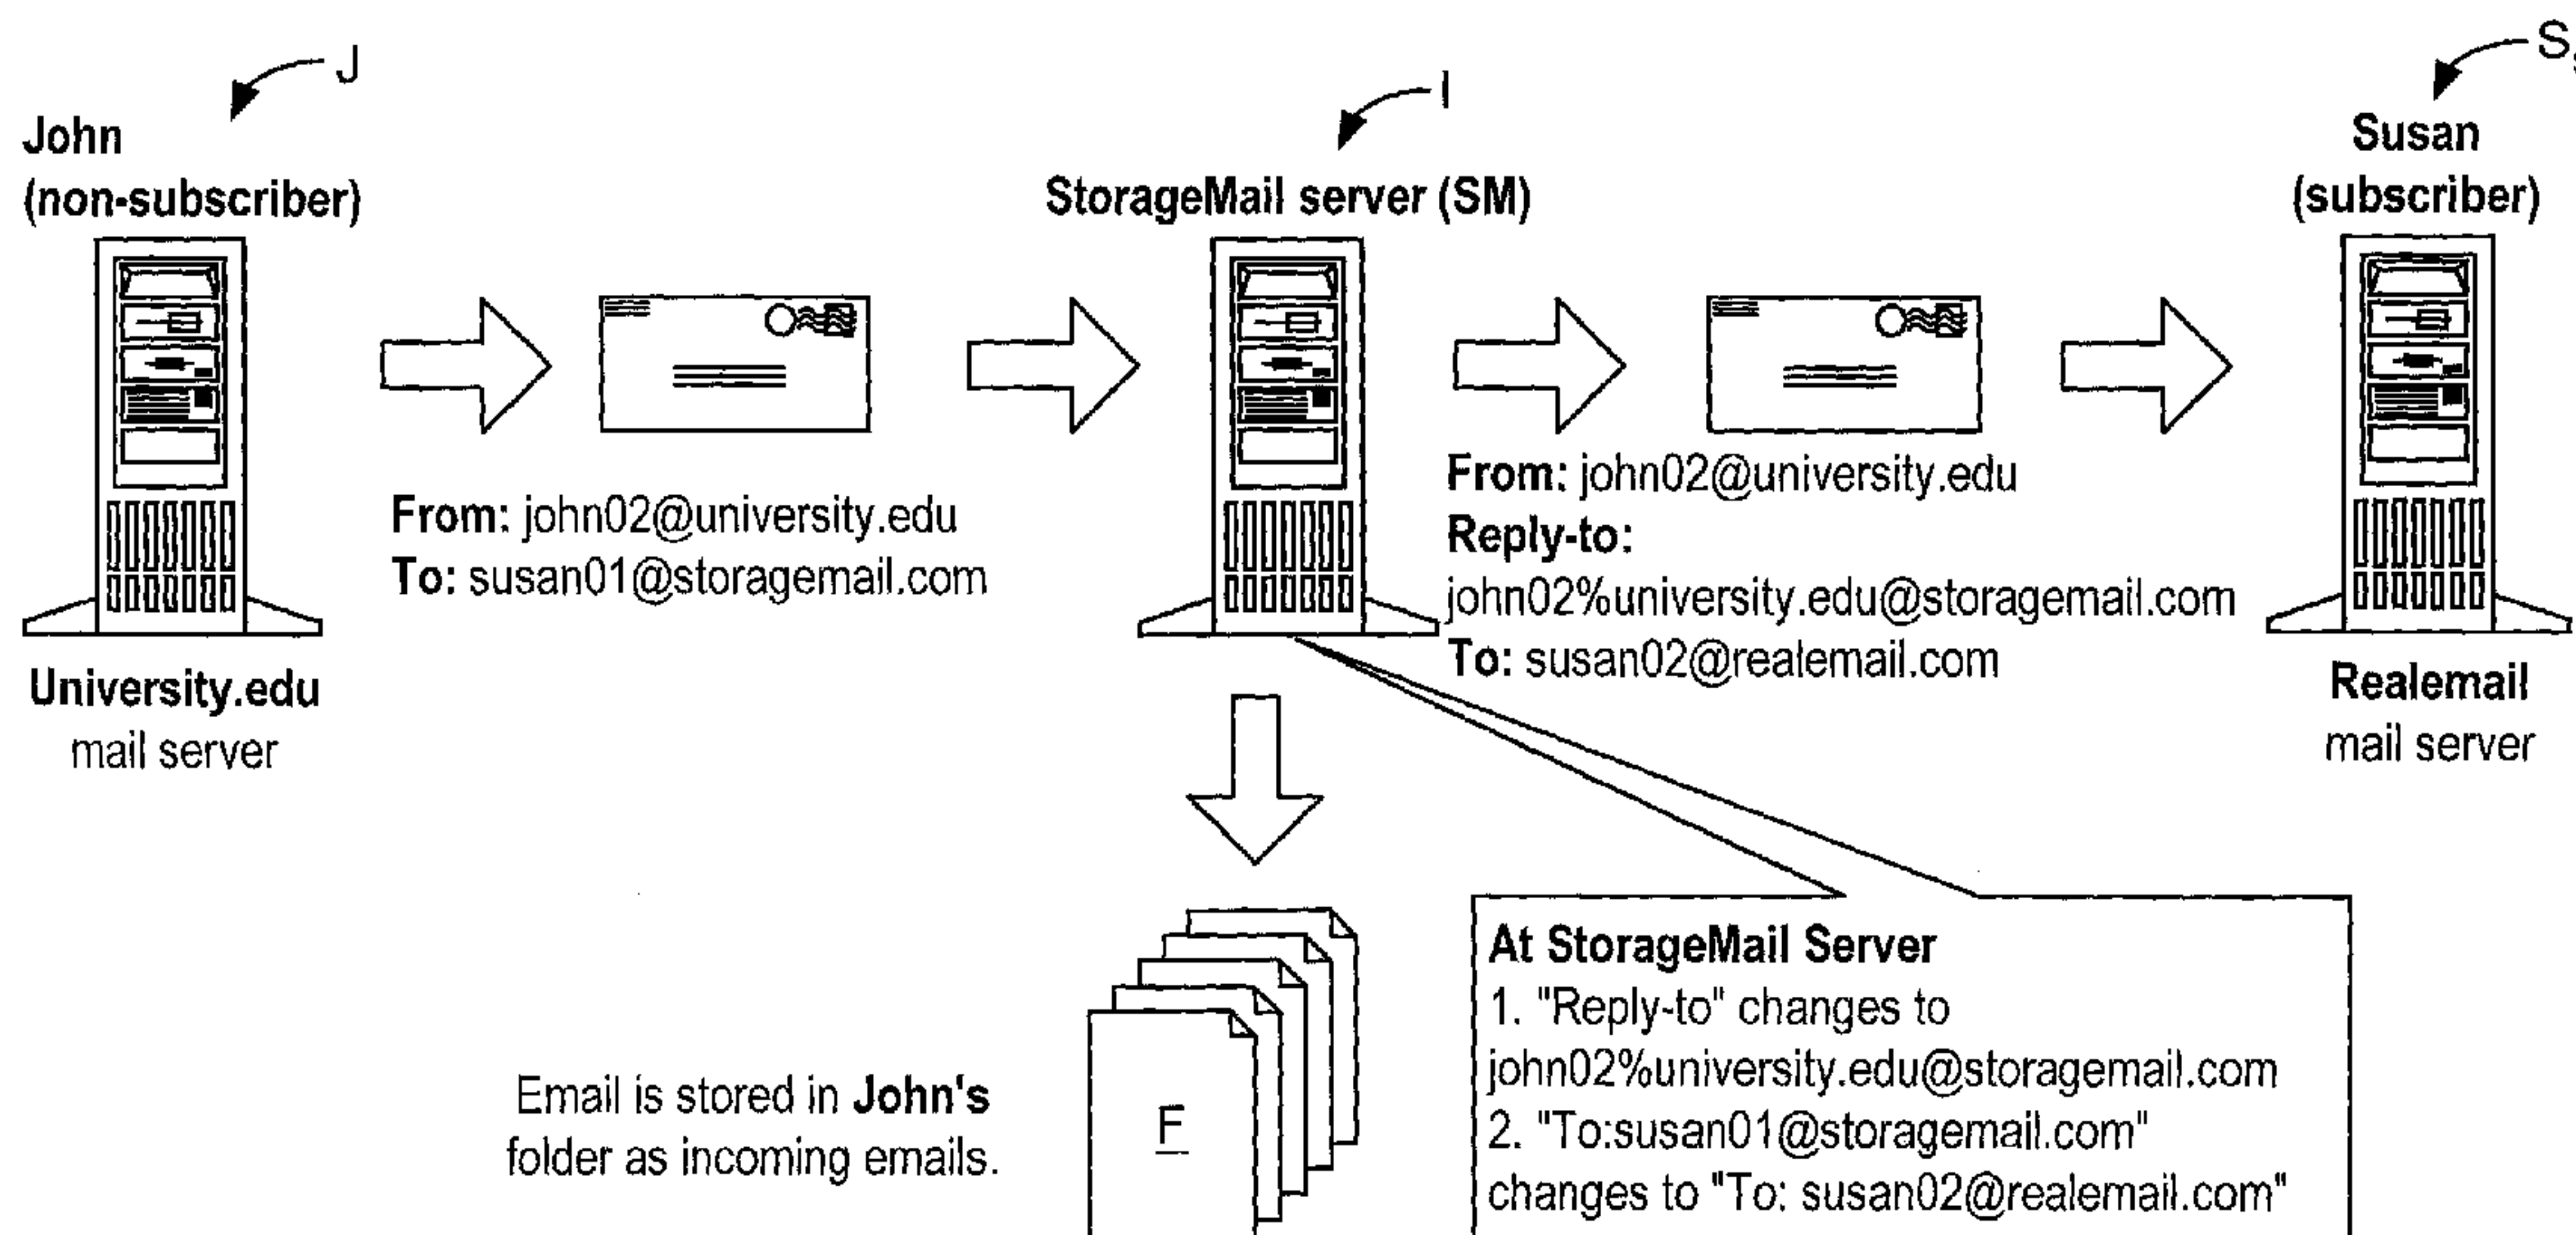 J
John
(non-subscriber)
I
StorageMail server (SM)
S
Susan
(subscriber)
From: john02@university.edu
To: susan01@storagemail.com
From: john02@university.edu
Reply-to:
john02%university.edu@storagemail.com
To: susan02@realemail.com
University.edu
mail server
Realemail
mail server
Email is stored in John's
folder as incoming emails.
F
At StorageMail Server
1. "Reply-to" changes to
john02%university.edu@storagemail.com
2. "To:susan01@storagemail.com"
changes to "To: susan02@realemail.com"